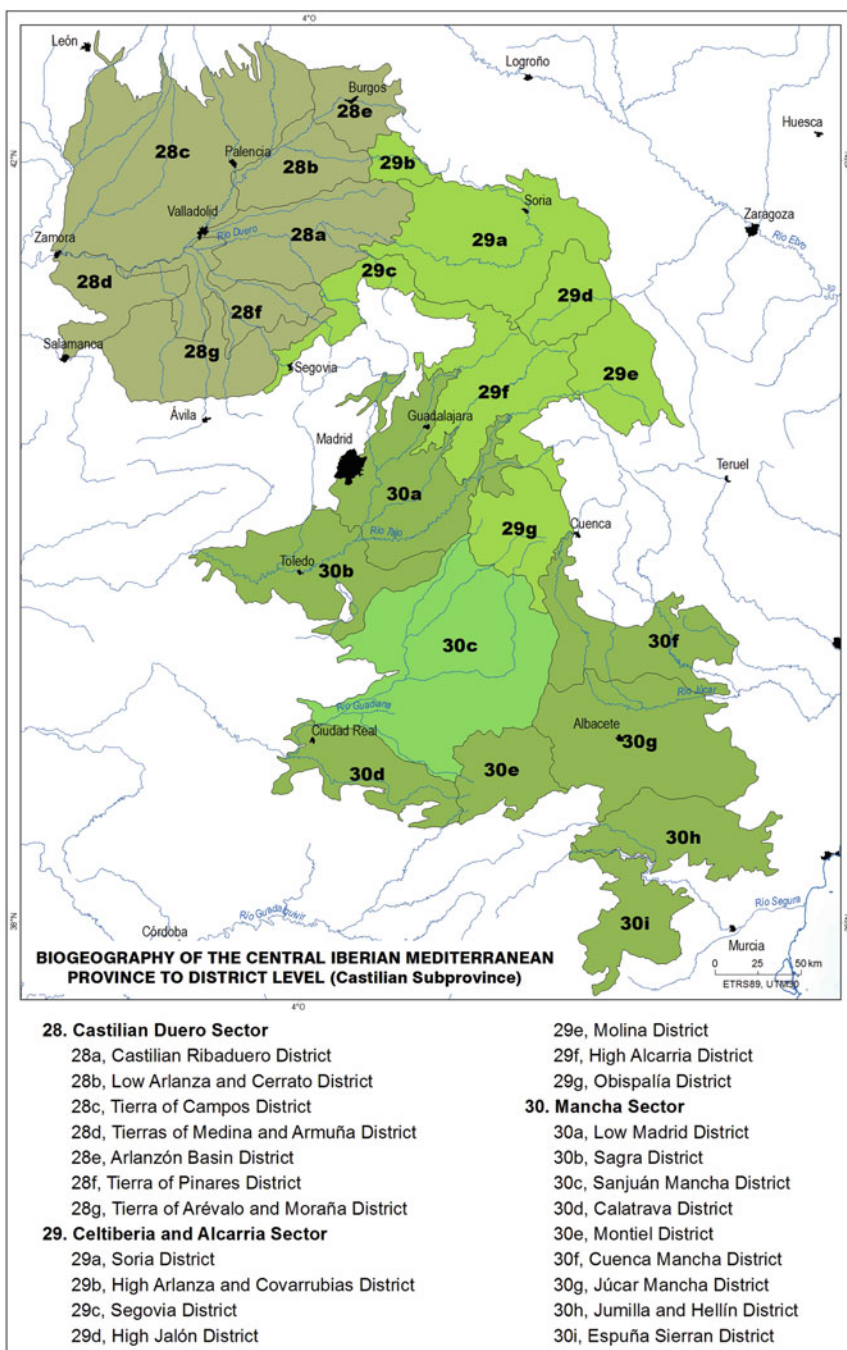 4°O
León
Logroño
Burgos
28e
Huesca
42°N
28c
Palencia
28b
29b
Soria
Valladolid
Zaragoza
Río Duero
28a
29a
Río Ebro
Zamora
29c
28d
29d
28f
Salamanca
28g
Segovia
29f
29e
Ávila
Guadalajara
Madrid
Teruel
30a
29g
Cuenca
Río Tajo
Toledo
30b
30c
30f
Río Júcar
Río Guadiana
Albacete
Ciudad Real
30g
30d
30e
30h
Río Segura
Río Guadalquivir
30i
38°N
Córdoba
Murcia
BIOGEOGRAPHY OF THE CENTRAL IBERIAN MEDITERRANEAN
PROVINCE TO DISTRICT LEVEL (Castilian Subprovince)
0 25 50 km
ETRS89, UTM30
4°O
28. Castilian Duero Sector
28a, Castilian Ribaduero District
28b, Low Arlanza and Cerrato District
28c, Tierra of Campos District
28d, Tierras of Medina and Armuña District
28e, Arlanzón Basin District
28f, Tierra of Pinares District
28g, Tierra of Arévalo and Moraña District
29. Celtiberia and Alcarria Sector
29a, Soria District
29b, High Arlanza and Covarrubias District
29c, Segovia District
29d, High Jalón District
29e, Molina District
29f, High Alcarria District
29g, Obispalía District
30. Mancha Sector
30a, Low Madrid District
30b, Sagra District
30c, Sanjuán Mancha District
30d, Calatrava District
30e, Montiel District
30f, Cuenca Mancha District
30g, Júcar Mancha District
30h, Jumilla and Hellín District
30i, Espuña Sierran District